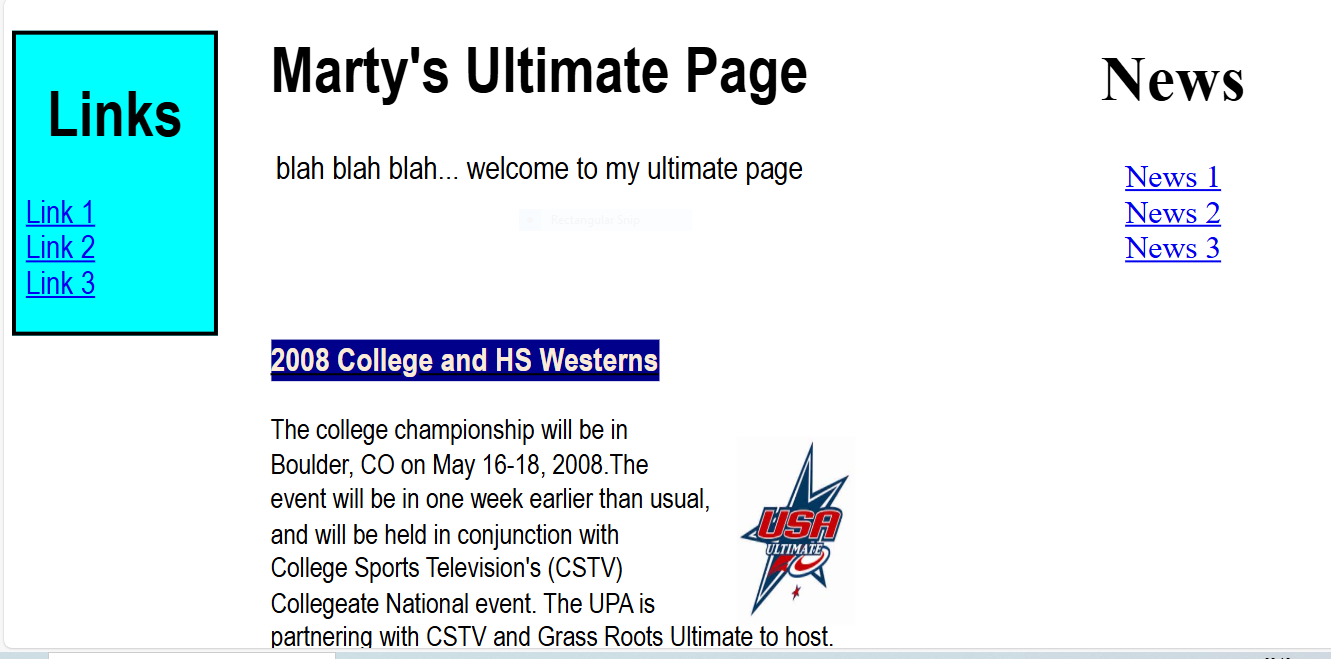 Links
Link 1
Link 2
Link 3
Marty's Ultimate Page
blah blah blah... welcome to my ultimate page
Rectangular Snip
2008 College and HS Westerns
The college championship will be in
Boulder, CO on May 16-18, 2008.The
event will be in one week earlier than usual,
and will be held in conjunction with
College Sports Television's (CSTV)
Collegeate National event. The UPA is
partnering with CSTV and Grass Roots Ultimate to host.
USA
ULTIMATE
News
News 1
News 2
News 3